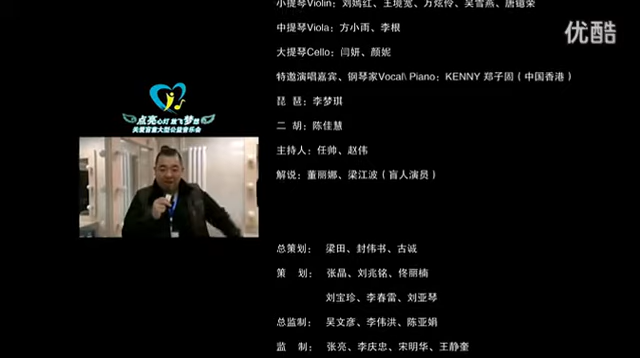 小提琴Violin：刘嫣红、王境宽、万炫伶、吴雪燕、唐镱荣
优酷
中提琴Viola：方小雨、李根
大提琴Cello：闫妍、颜妮
特邀演唱嘉宾、钢琴家Vocal\ Piano：KENNY 郑子固（中国香港）
琵 琶：李梦琪
点亮心灯 放飞梦想
关爱盲童大型公益音乐会
二 胡：陈佳慧
主持人：任帅、赵伟
解说：董丽娜、梁江波（盲人演员）
总策划： 梁田、封伟书、古诚
策 划： 张晶、刘兆铭、佟丽楠
刘宝珍、李春雷、刘亚琴
总监制： 吴文彦、李伟洪、陈亚娟
监 制： 张亮、李庆忠、宋明华、王静奎